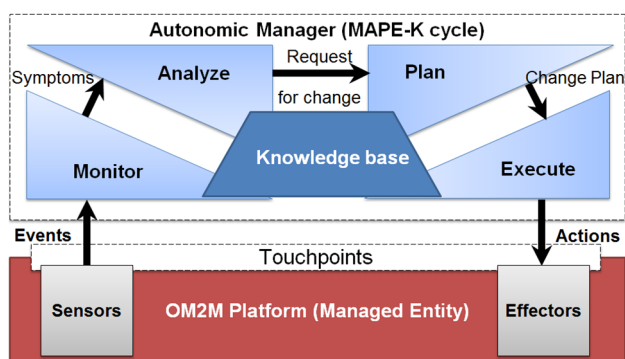 Autonomic Manager (MAPE-K cycle)
Symptoms
Analyze
Request
for change
Plan
Change Plan
Monitor
Knowledge base
Execute
Events
Actions
Touchpoints
Sensors
OM2M Platform (Managed Entity)
Effectors